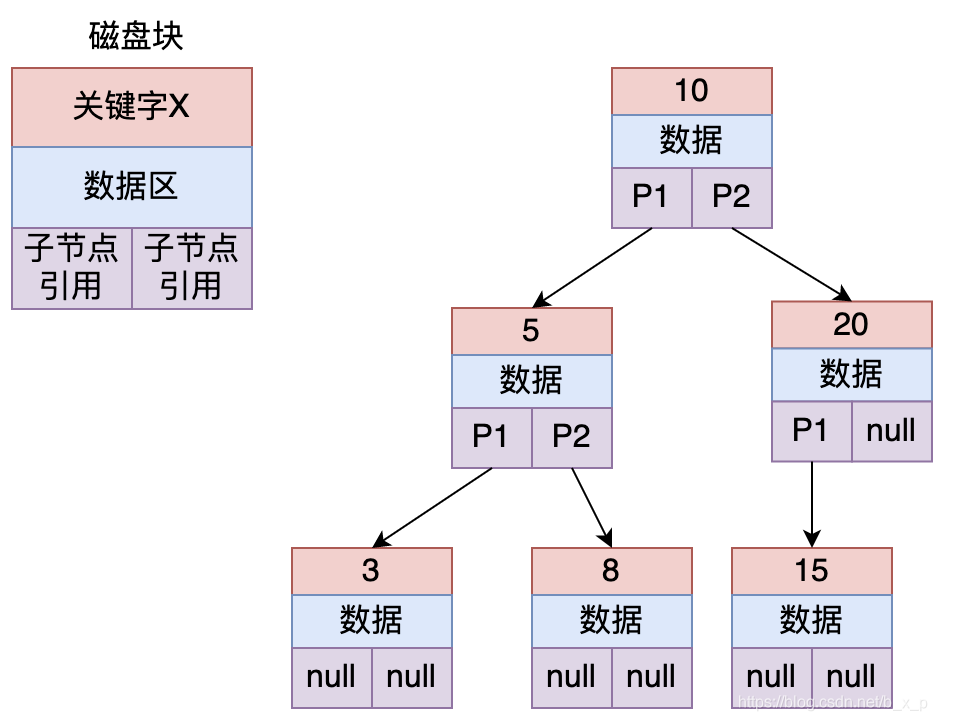 磁盘块
关键字X
数据区
子节点
引用
子节点
引用
10
数据
P1
P2
5
数据
P1
P2
20
数据
P1
null
3
数据
null
null
8
数据
null
null
15
数据
null
null
https://blog.csdn.net/b_x_p